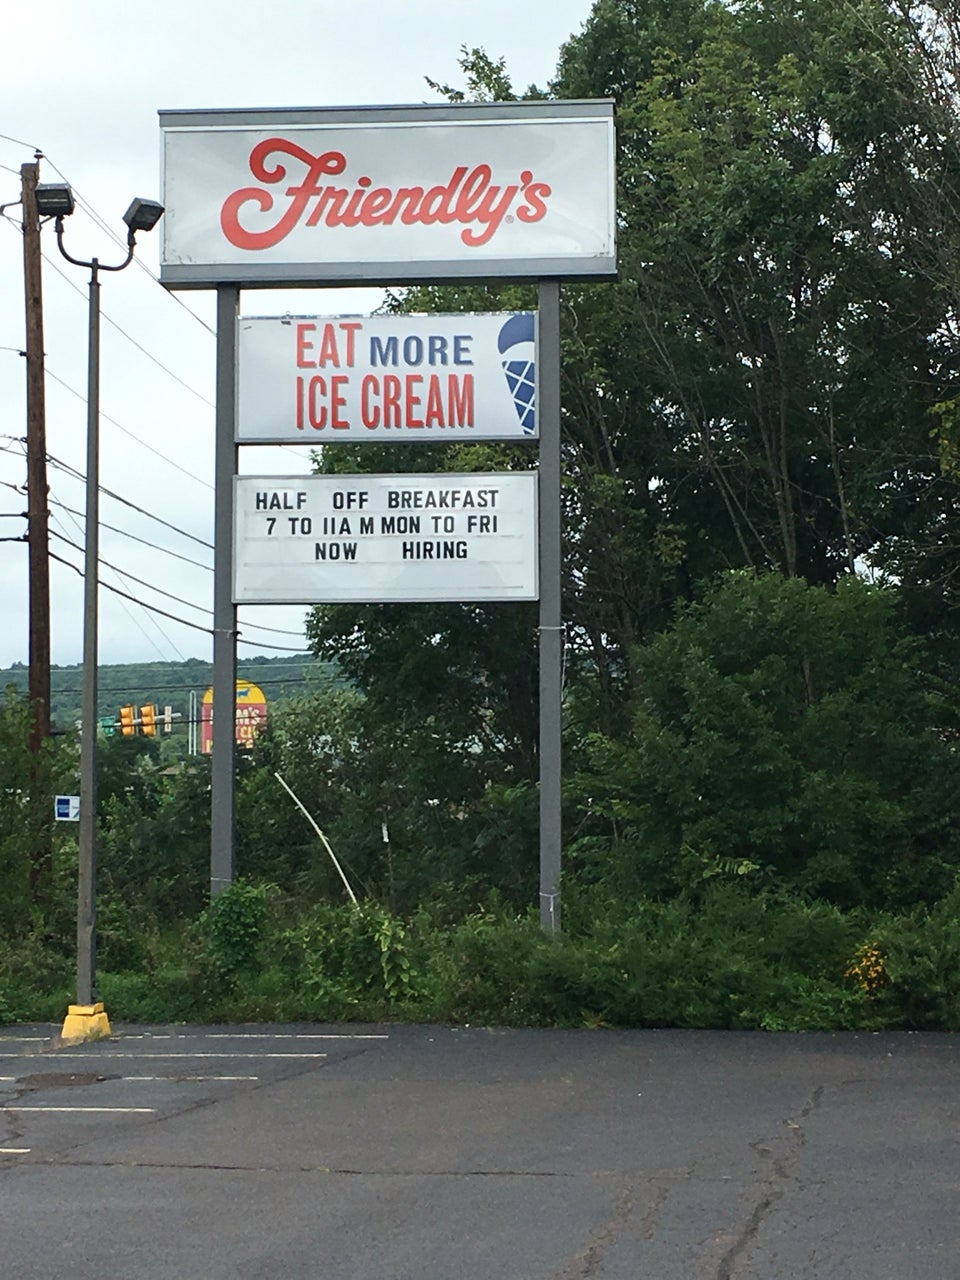 Friendly's
EAT MORE
ICE CREAM
HALF OFF BREAKFAST
7 TO 11A M MON TO FRI
NOW HIRING